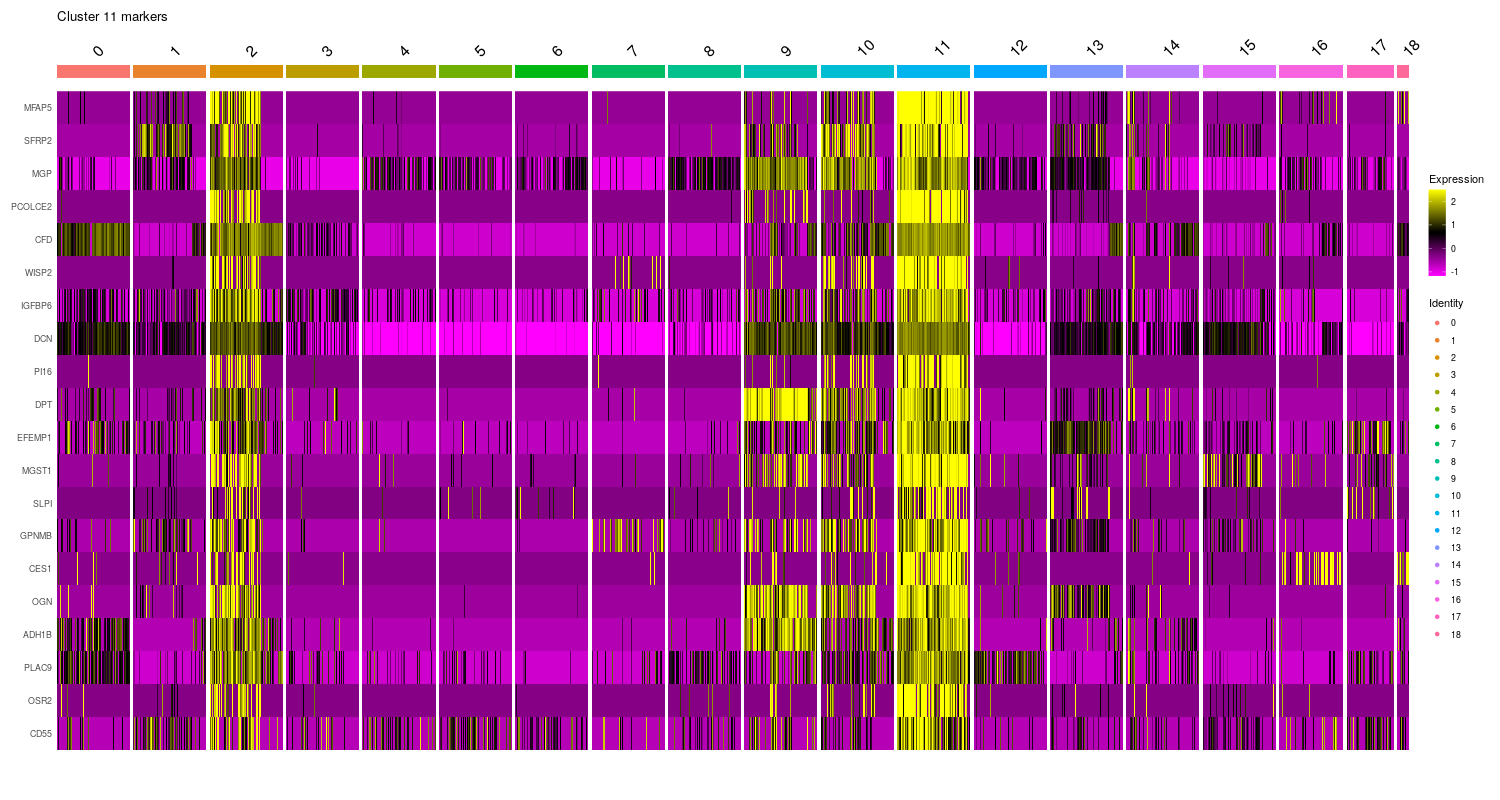 Cluster 11 markers
0 1 2 3 4 5 6 7 8 9 10 11 12 13 14 15 16 17 18
MFAP5
SFRP2
MGP
PCOLCE2
CFD
WISP2
IGFBP6
DCN
PI16
DPT
EFEMP1
MGST1
SLPI
GPNMB
CES1
OGN
ADH1B
PLAC9
OSR2
CD55
Expression
2
1
0
-1
Identity
0
1
2
3
4
5
6
7
8
9
10
11
12
13
14
15
16
17
18